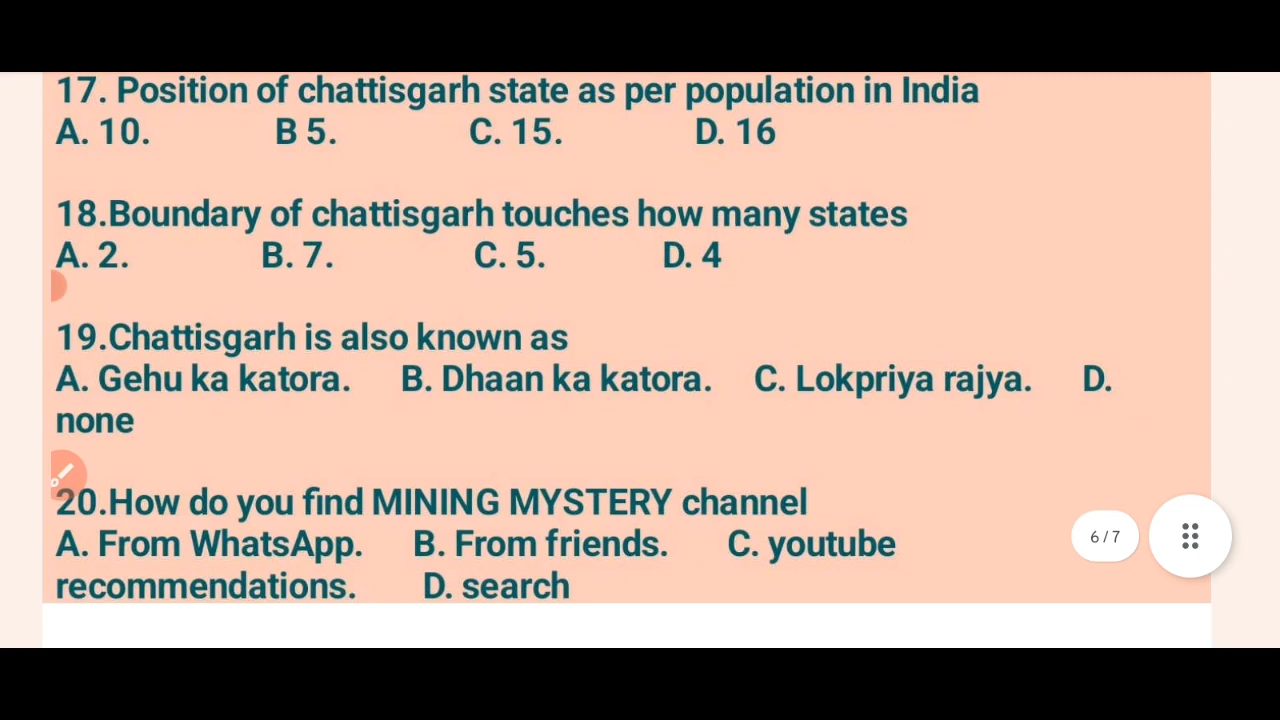 17. Position of chattisgarh state as per population in India
A. 10. B 5. C. 15. D. 16
18.Boundary of chattisgarh touches how many states
A. 2. B. 7. C. 5. D. 4
19.Chattisgarh is also known as
A. Gehu ka katora. B. Dhaan ka katora. C. Lokpriya rajya. D.
none
20.How do you find MINING MYSTERY channel
A. From WhatsApp. B. From friends. C. youtube
recommendations. D. search
6 / 7